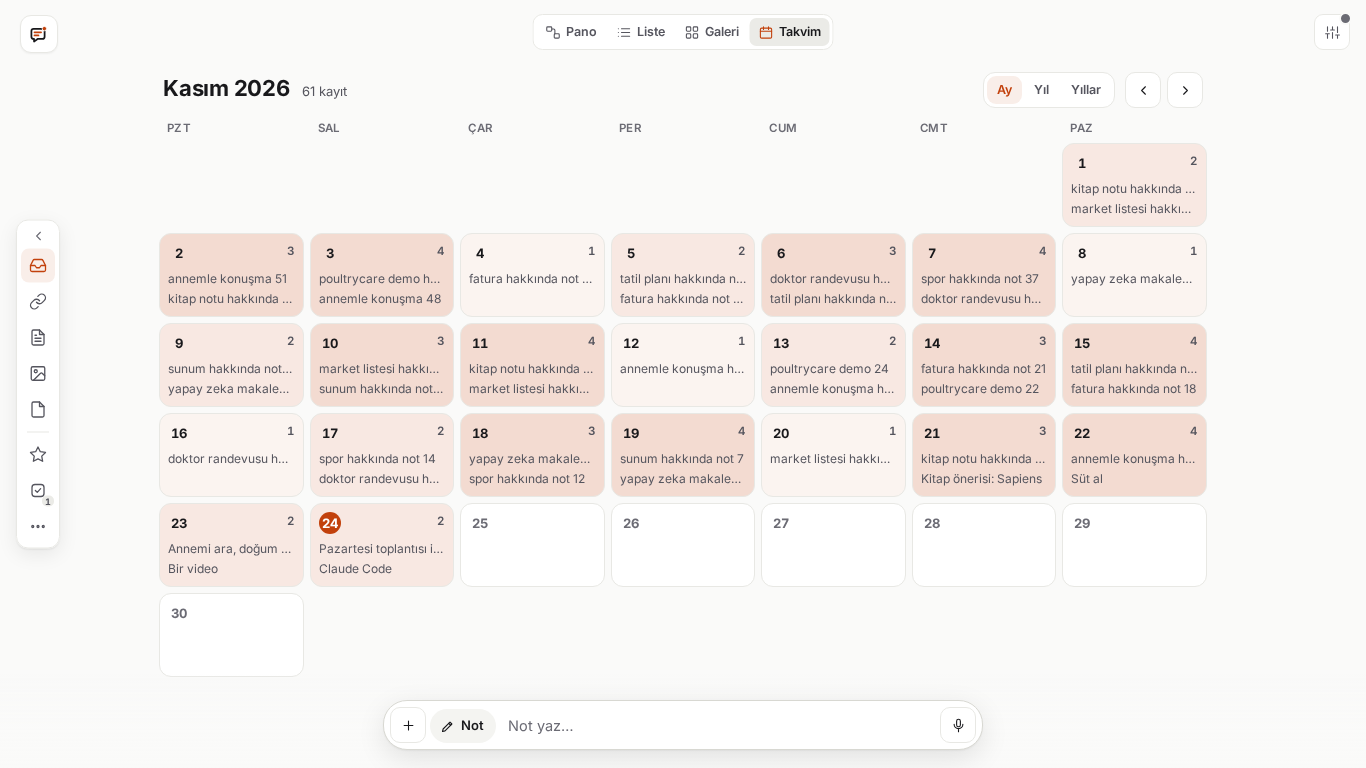 Pano Liste Galeri Takvim
Kasım 2026 61 kayıt
Ay Yıl Yıllar
PZT SAL ÇAR PER CUM CMT PAZ
1 2
kitap notu hakkında …
market listesi hakkı…
2 3
annemle konuşma 51
kitap notu hakkında …
3 4
poultrycare demo h…
annemle konuşma 48
4 1
fatura hakkında not …
5 2
tatil planı hakkında n…
fatura hakkında not …
6 3
doktor randevusu h…
tatil planı hakkında n…
7 4
spor hakkında not 37
doktor randevusu h…
8 1
yapay zeka makale…
9 2
sunum hakkında not…
yapay zeka makale…
10 3
market listesi hakkı…
sunum hakkında not…
11 4
kitap notu hakkında …
market listesi hakkı…
12 1
annemle konuşma h…
13 2
poultrycare demo 24
annemle konuşma h…
14 3
fatura hakkında not 21
poultrycare demo 22
15 4
tatil planı hakkında n…
fatura hakkında not 18
16 1
doktor randevusu h…
17 2
spor hakkında not 14
doktor randevusu h…
18 3
yapay zeka makale…
spor hakkında not 12
19 4
sunum hakkında not 7
yapay zeka makale…
20 1
market listesi hakkı…
21 3
kitap notu hakkında …
Kitap önerisi: Sapiens
22 4
annemle konuşma h…
Süt al
23 2
Annemi ara, doğum …
Bir video
24 2
Pazartesi toplantısı i…
Claude Code
25
26
27
28
29
30
1
Not Not yaz…